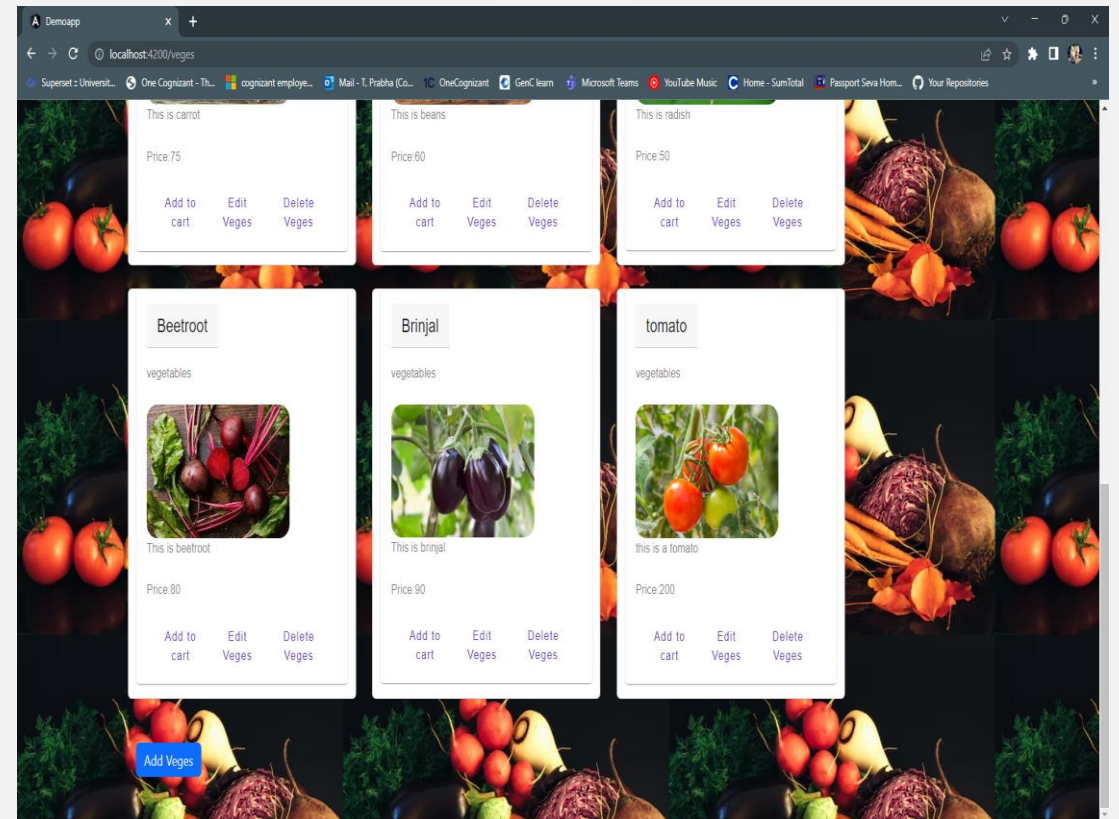 Demoapp
localhost:4200/veges
Superset :: Universit... One Cognizant - Th... cognizant employe... Mail - T, Prabha (Co... OneCognizant GenC learn Microsoft Teams YouTube Music Home - SumTotal Passport Seva Hom... Your Repositories »
This is carrot This is beans This is radish
Price:75 Price:60 Price:50
Add to Edit Delete Add to Edit Delete Add to Edit Delete
cart Veges Veges cart Veges Veges cart Veges Veges
Beetroot Brinjal tomato
vegetables vegetables vegetables
This is beetroot This is brinjal this is a tomato
Price:80 Price:90 Price:200
Add to Edit Delete Add to Edit Delete Add to Edit Delete
cart Veges Veges cart Veges Veges cart Veges Veges
Add Veges